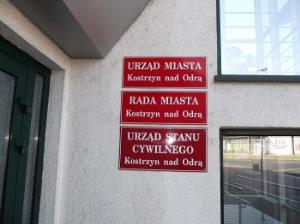 URZĄD MIASTA
Kostrzyn nad Odrą
RADA MIASTA
Kostrzyn nad Odrą
URZĄD STANU
CYWILNEGO
Kostrzyn nad Odrą